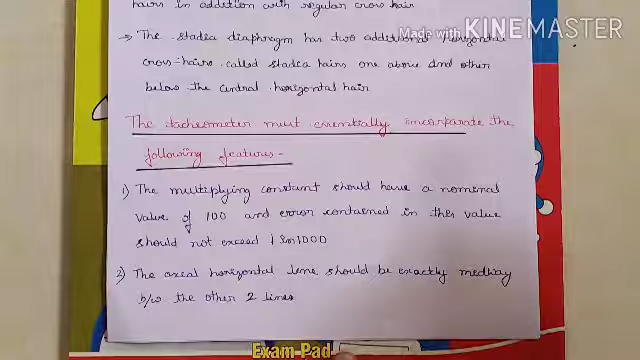 hairs in addition with regular cross hair
Made with KINEMASTER
→ The stadia diaphragm has two additional horizontal
cross-hairs called stadia hairs one above and other
below the central horizontal hair
The tacheometer must essentially incorporate the
following features-
1) The multiplying constant should have a nominal
value of 100 and error contained in this value
should not exceed 1 in 1000
2) The axial horizontal line should be exactly midway
b/w the other 2 lines
Exam Pad